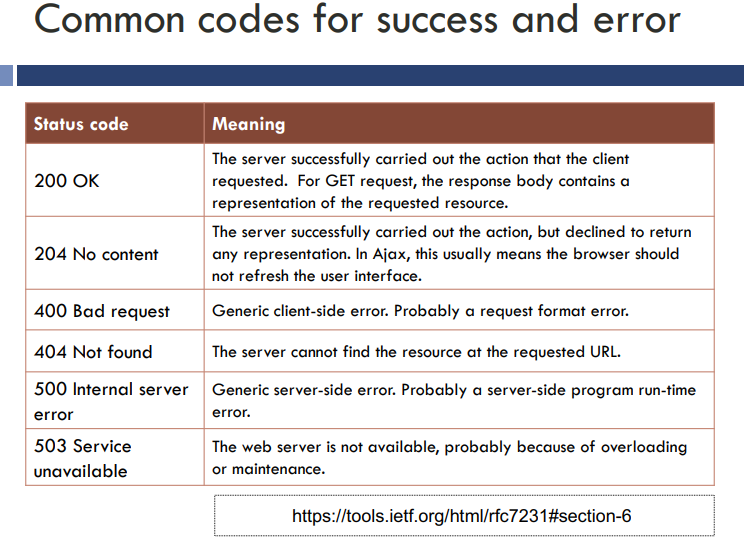 Common codes for success and error
Status code
Meaning
200 OK
The server successfully carried out the action that the client
requested.  For GET request, the response body contains a
representation of the requested resource.
204 No content
The server successfully carried out the action, but declined to return
any representation. In Ajax, this usually means the browser should
not refresh the user interface.
400 Bad request
Generic client-side error. Probably a request format error.
404 Not found
The server cannot find the resource at the requested URL.
500 Internal server
error
Generic server-side error. Probably a server-side program run-time
error.
503 Service
unavailable
The web server is not available, probably because of overloading
or maintenance.
https://tools.ietf.org/html/rfc7231#section-6